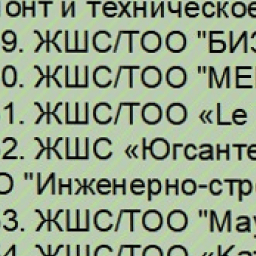 онт и техническое
9. ЖШС/ТОО "БИЗ
0. ЖШС/ТОО "МЕ
1. ЖШС/ТОО «Le
2. ЖШС «Югсанте
О "Инженерно-стр
3. ЖШС/ТОО "Мау
4. ЖШС/ТОО «Кат